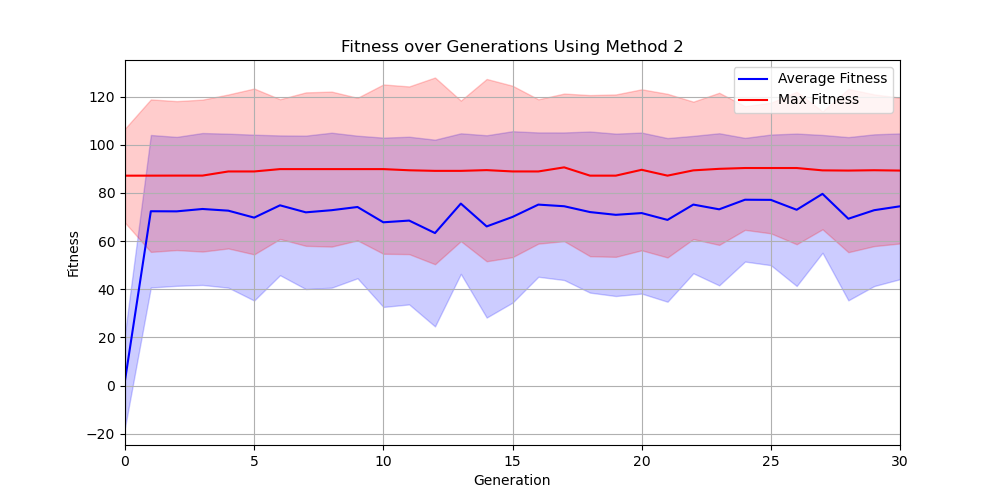 Fitness over Generations Using Method 2
Average Fitness
Max Fitness
120
100
80
60
40
20
0
−20
Fitness
0 5 10 15 20 25 30
Generation